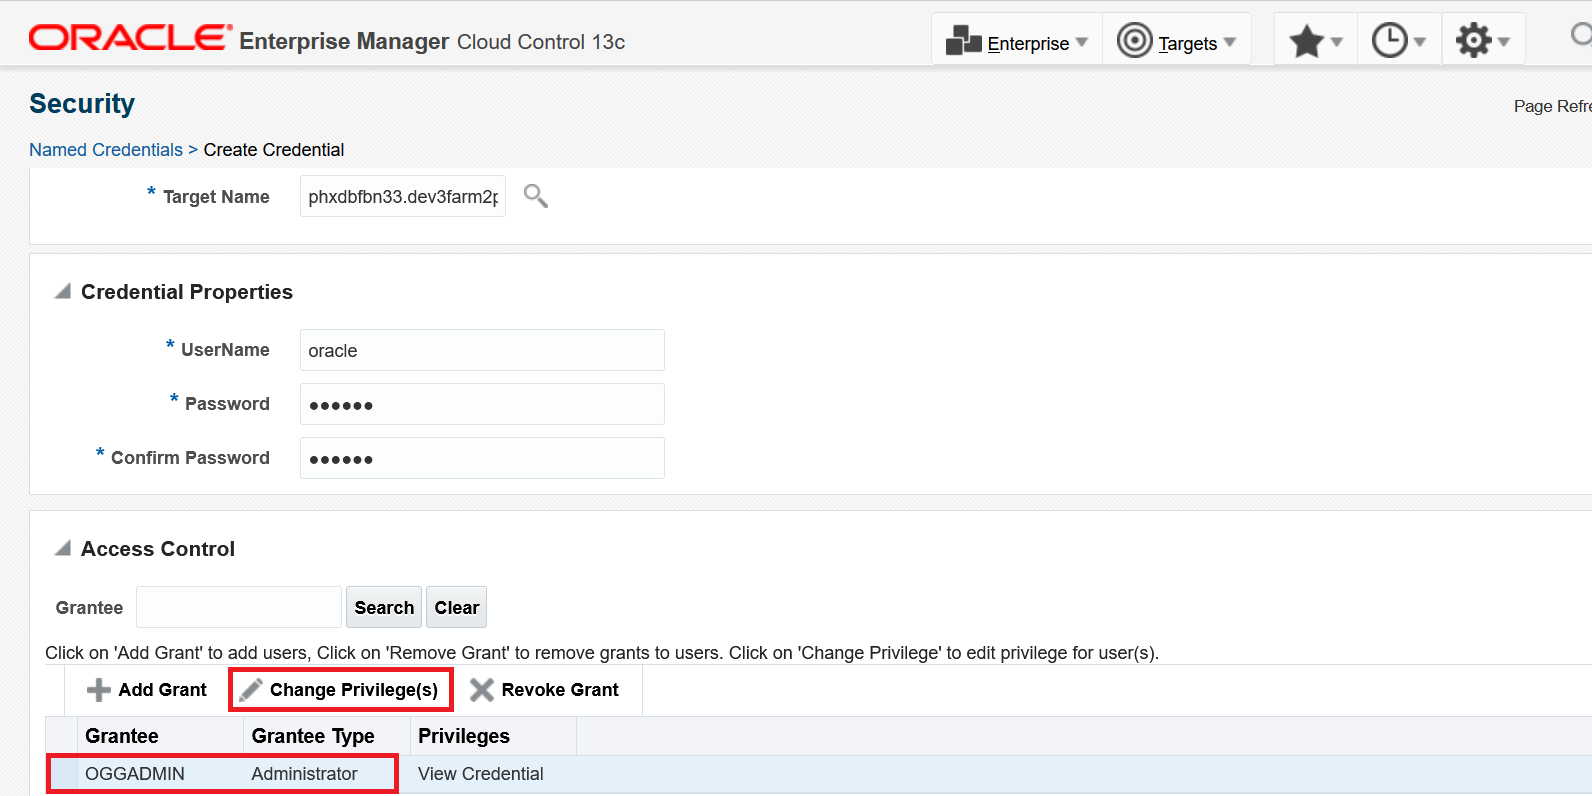 ORACLE® Enterprise Manager Cloud Control 13c Enterprise Targets
Security
Page Refre
Named Credentials > Create Credential
* Target Name phxdbfbn33.dev3farm2p
Credential Properties
* UserName oracle
* Password ••••••
* Confirm Password ••••••
Access Control
Grantee Search Clear
Click on 'Add Grant' to add users, Click on 'Remove Grant' to remove grants to users. Click on 'Change Privilege' to edit privilege for user(s).
Add Grant Change Privilege(s) Revoke Grant
Grantee Grantee Type Privileges
OGGADMIN Administrator View Credential